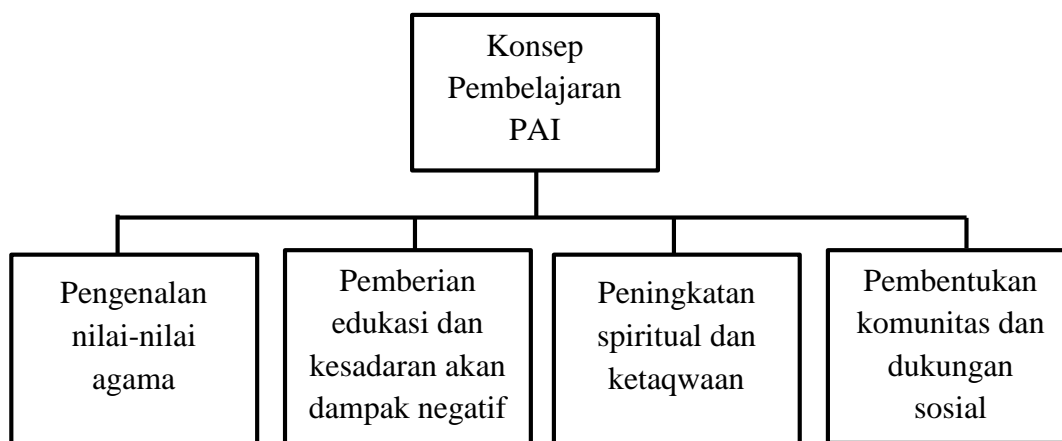 Konsep
Pembelajaran
PAI
Pengenalan
nilai-nilai
agama
Pemberian
edukasi dan
kesadaran akan
dampak negatif
Peningkatan
spiritual dan
ketaqwaan
Pembentukan
komunitas dan
dukungan
sosial